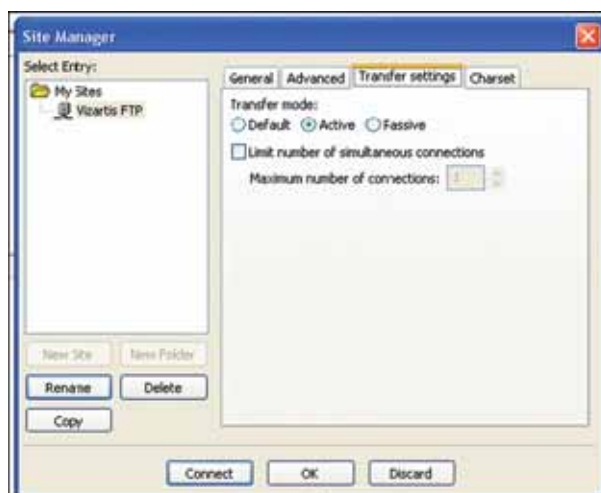 Site Manager
Select Entry:
My Sites
Vizartis FTP
New Site
New Folder
Rename
Delete
Copy
General
Advanced
Transfer settings
Charset
Transfer mode:
Default
Active
Passive
Limit number of simultaneous connections
Maximum number of connections:
Connect
OK
Discard